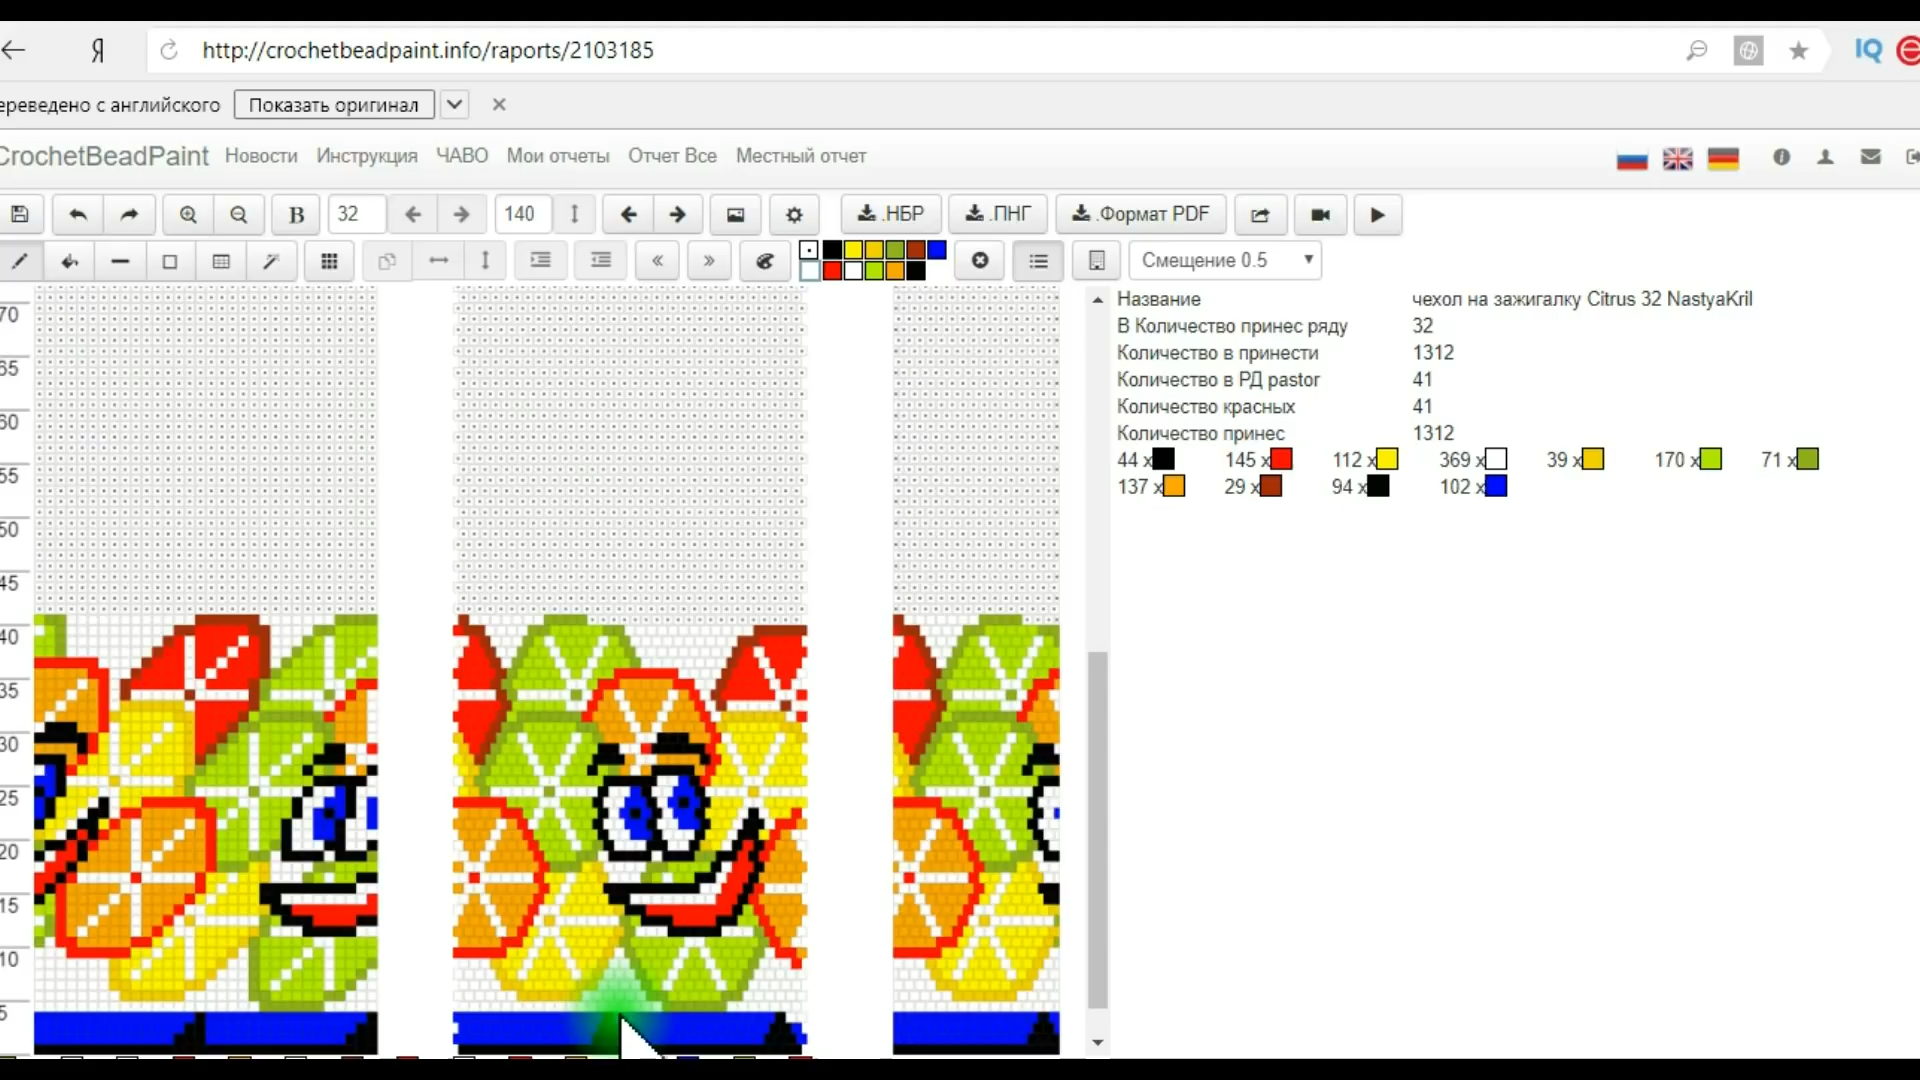 Я http://crochetbeadpaint.info/raports/2103185 IQ
ереведено с английского Показать оригинал
CrochetBeadPaint Новости Инструкция ЧАВО Мои отчеты Отчет Все Местный отчет
B 32 140 .НБР .ПНГ .Формат PDF
Смещение 0.5
Название чехол на зажигалку Citrus 32 NastyaKril
В Количество принес ряду 32
Количество в принести 1312
Количество в РД pastor 41
Количество красных 41
Количество принес 1312
44 x 145 x 112 x 369 x 39 x 170 x 71 x
137 x 29 x 94 x 102 x
70
65
60
55
50
45
40
35
30
25
20
15
10
5